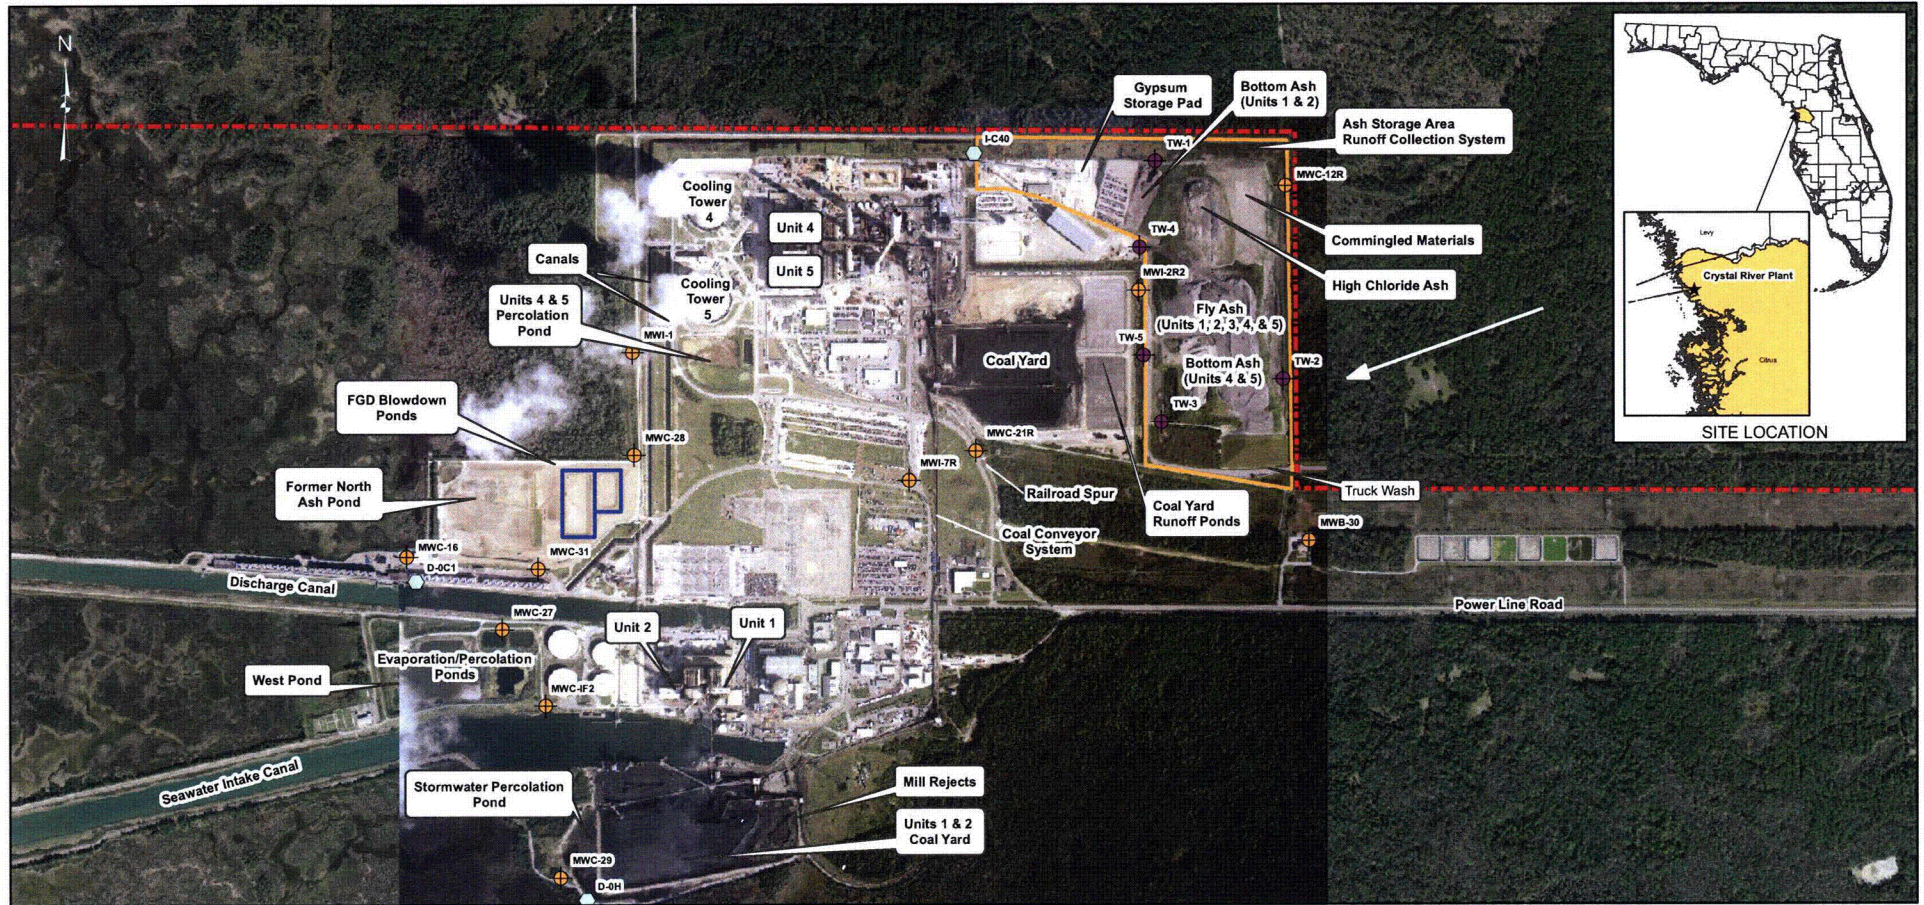 N
Gypsum
Storage Pad
Bottom Ash
(Units 1 & 2)
Ash Storage Area
Runoff Collection System
I-C40
TW-1
MWC-12R
Cooling
Tower
4
Unit 4
TW-4
Commingled Materials
Canals
Unit 5
MWI-2R2
High Chloride Ash
Cooling
Tower
5
Units 4 & 5
Percolation
Pond
Fly Ash
(Units 1, 2, 3, 4, & 5)
MWI-1
TW-5
Coal Yard
Bottom Ash
(Units 4 & 5)
TW-2
FGD Blowdown
Ponds
TW-3
MWC-28
MWC-21R
MWI-7R
Former North
Ash Pond
Railroad Spur
Coal Yard
Runoff Ponds
Truck Wash
Coal Conveyor
System
MWB-30
MWC-16
MWC-31
D-0C1
Discharge Canal
MWC-27
Power Line Road
Unit 2
Unit 1
Evaporation/Percolation
Ponds
West Pond
MWC-IF2
Seawater Intake Canal
Stormwater Percolation
Pond
Mill Rejects
Units 1 & 2
Coal Yard
MWC-29
D-0H
Levy
Crystal River Plant
Citrus
SITE LOCATION